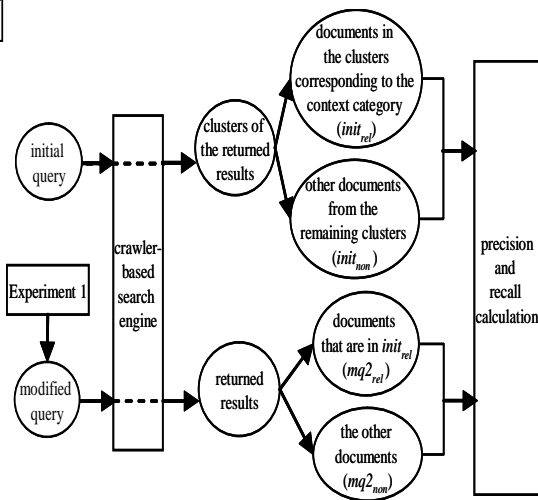 initial
query
Experiment 1
modified
query
crawler-
based
search
engine
clusters of
the returned
results
returned
results
documents in
the clusters
corresponding to the
context category
(init_rel)
other documents
from the
remaining clusters
(init_non)
documents
that are in init_rel
(mq2_rel)
the other
documents
(mq2_non)
precision
and
recall
calculation